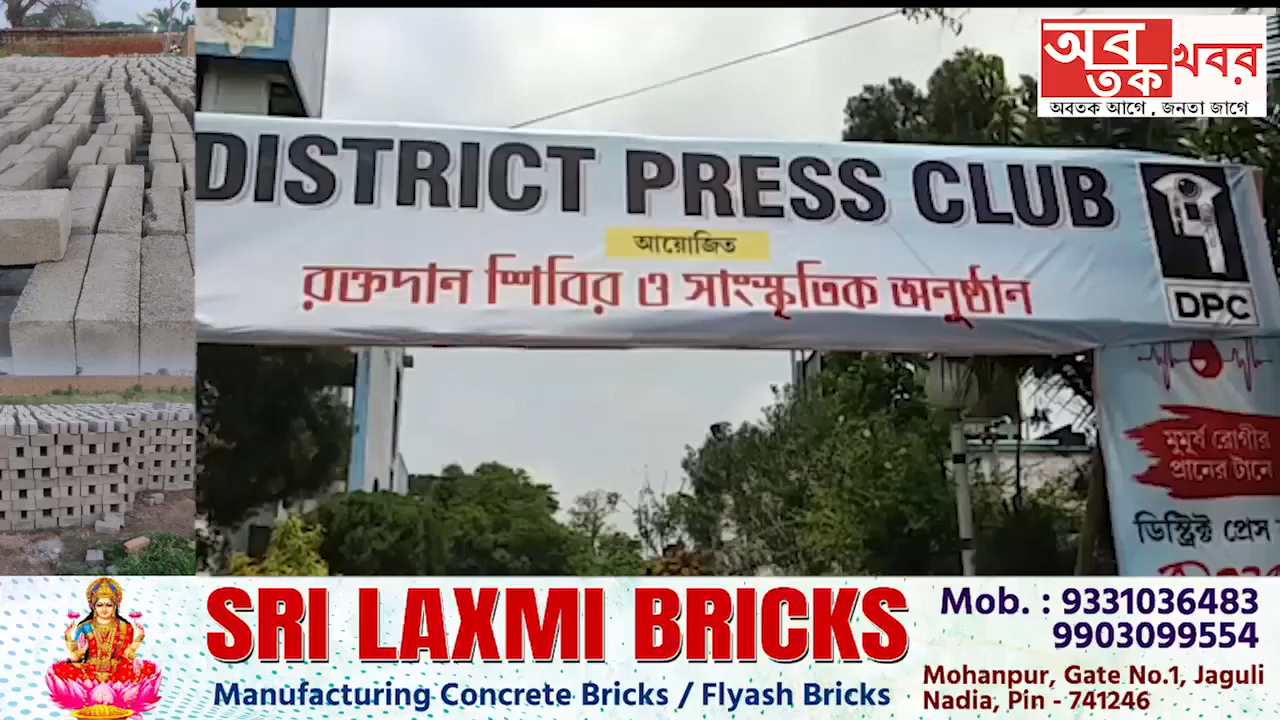 অব
তক
খবর
অবতক আগে , জনতা জাগে
DISTRICT PRESS CLUB
আয়োজিত
রক্তদান শিবির ও সাংস্কৃতিক অনুষ্ঠান
DPC
মুমূর্ষ রোগীর
প্রানের টানে
ডিস্ট্রিক্ট প্রেস
SRI LAXMI BRICKS
Manufacturing Concrete Bricks / Flyash Bricks
Mob. : 9331036483
9903099554
Mohanpur, Gate No.1, Jaguli
Nadia, Pin - 741246